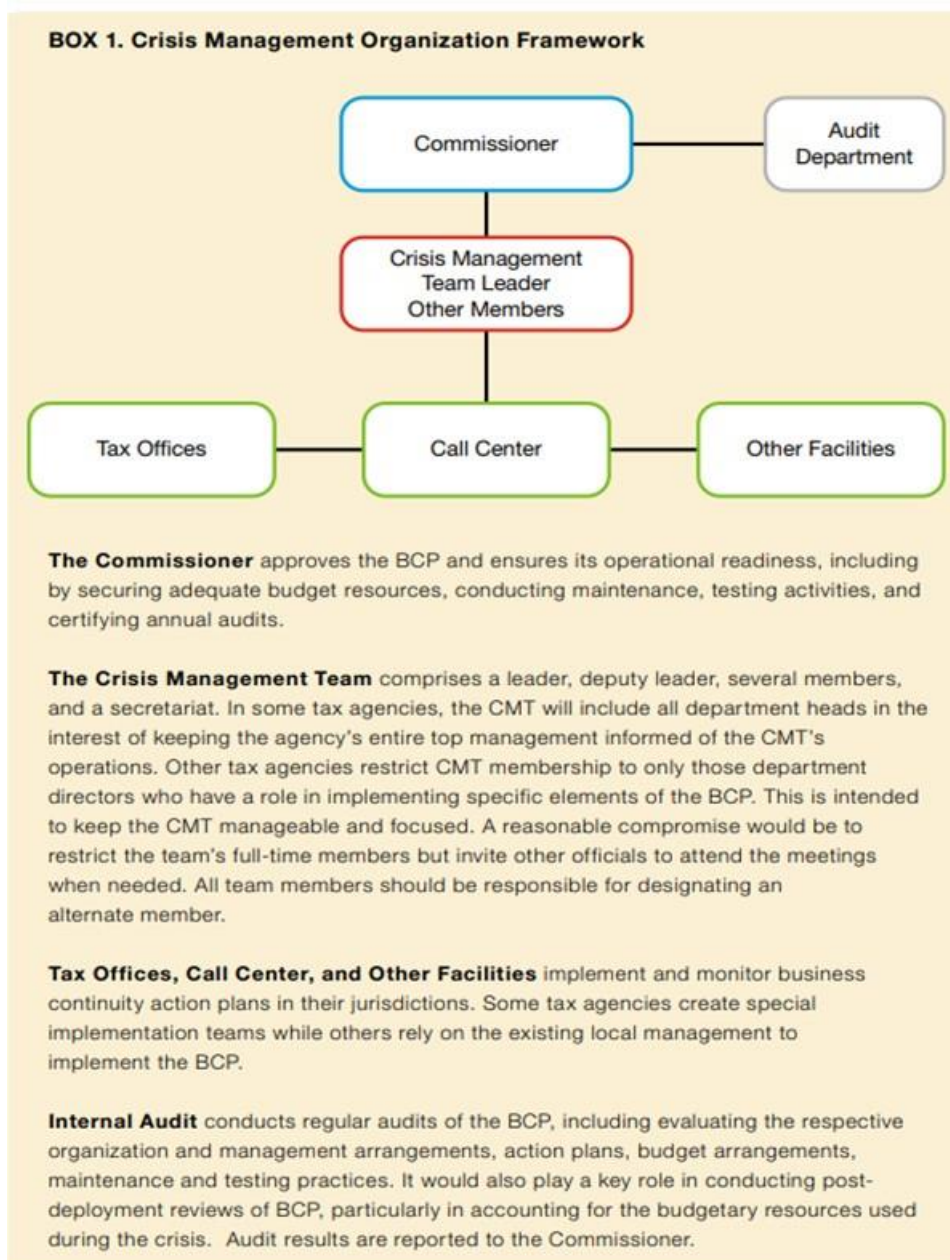 BOX 1. Crisis Management Organization Framework
Commissioner
Audit
Department
Crisis Management
Team Leader
Other Members
Tax Offices
Call Center
Other Facilities
The Commissioner approves the BCP and ensures its operational readiness, including
by securing adequate budget resources, conducting maintenance, testing activities, and
certifying annual audits.
The Crisis Management Team comprises a leader, deputy leader, several members,
and a secretariat. In some tax agencies, the CMT will include all department heads in the
interest of keeping the agency's entire top management informed of the CMT's
operations. Other tax agencies restrict CMT membership to only those department
directors who have a role in implementing specific elements of the BCP. This is intended
to keep the CMT manageable and focused. A reasonable compromise would be to
restrict the team's full-time members but invite other officials to attend the meetings
when needed. All team members should be responsible for designating an
alternate member.
Tax Offices, Call Center, and Other Facilities implement and monitor business
continuity action plans in their jurisdictions. Some tax agencies create special
implementation teams while others rely on the existing local management to
implement the BCP.
Internal Audit conducts regular audits of the BCP, including evaluating the respective
organization and management arrangements, action plans, budget arrangements,
maintenance and testing practices. It would also play a key role in conducting post-
deployment reviews of BCP, particularly in accounting for the budgetary resources used
during the crisis. Audit results are reported to the Commissioner.